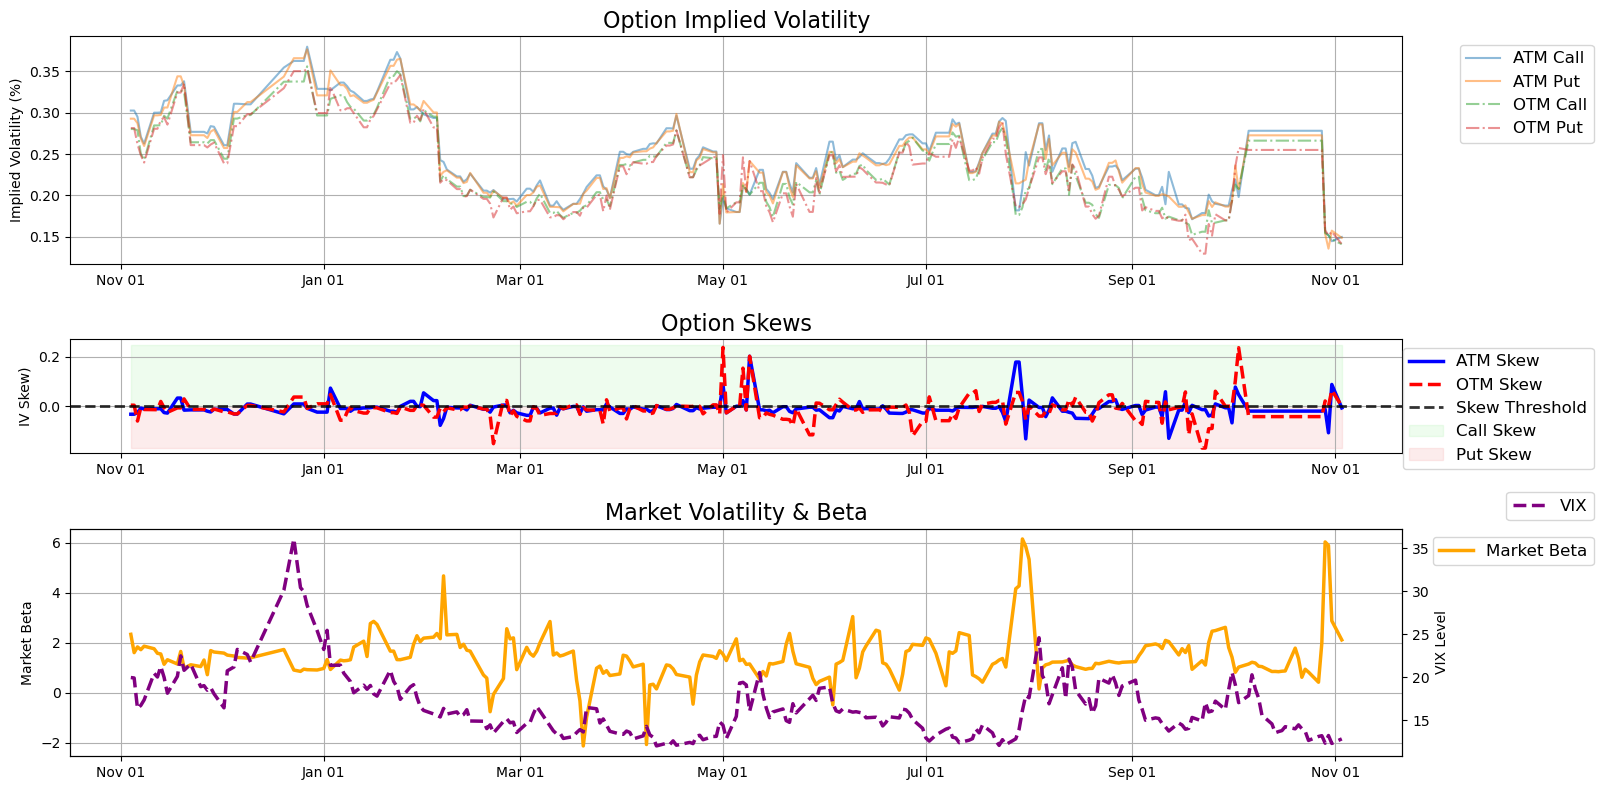 Option Implied Volatility
Implied Volatility (%)
0.35
0.30
0.25
0.20
0.15
Nov 01
Jan 01
Mar 01
May 01
Jul 01
Sep 01
Nov 01
ATM Call
ATM Put
OTM Call
OTM Put
Option Skews
IV Skew)
0.2
0.0
Nov 01
Jan 01
Mar 01
May 01
Jul 01
Sep 01
Nov 01
ATM Skew
OTM Skew
Skew Threshold
Call Skew
Put Skew
Market Volatility & Beta
Market Beta
6
4
2
0
−2
Nov 01
Jan 01
Mar 01
May 01
Jul 01
Sep 01
Nov 01
35
30
25
20
15
VIX Level
VIX
Market Beta